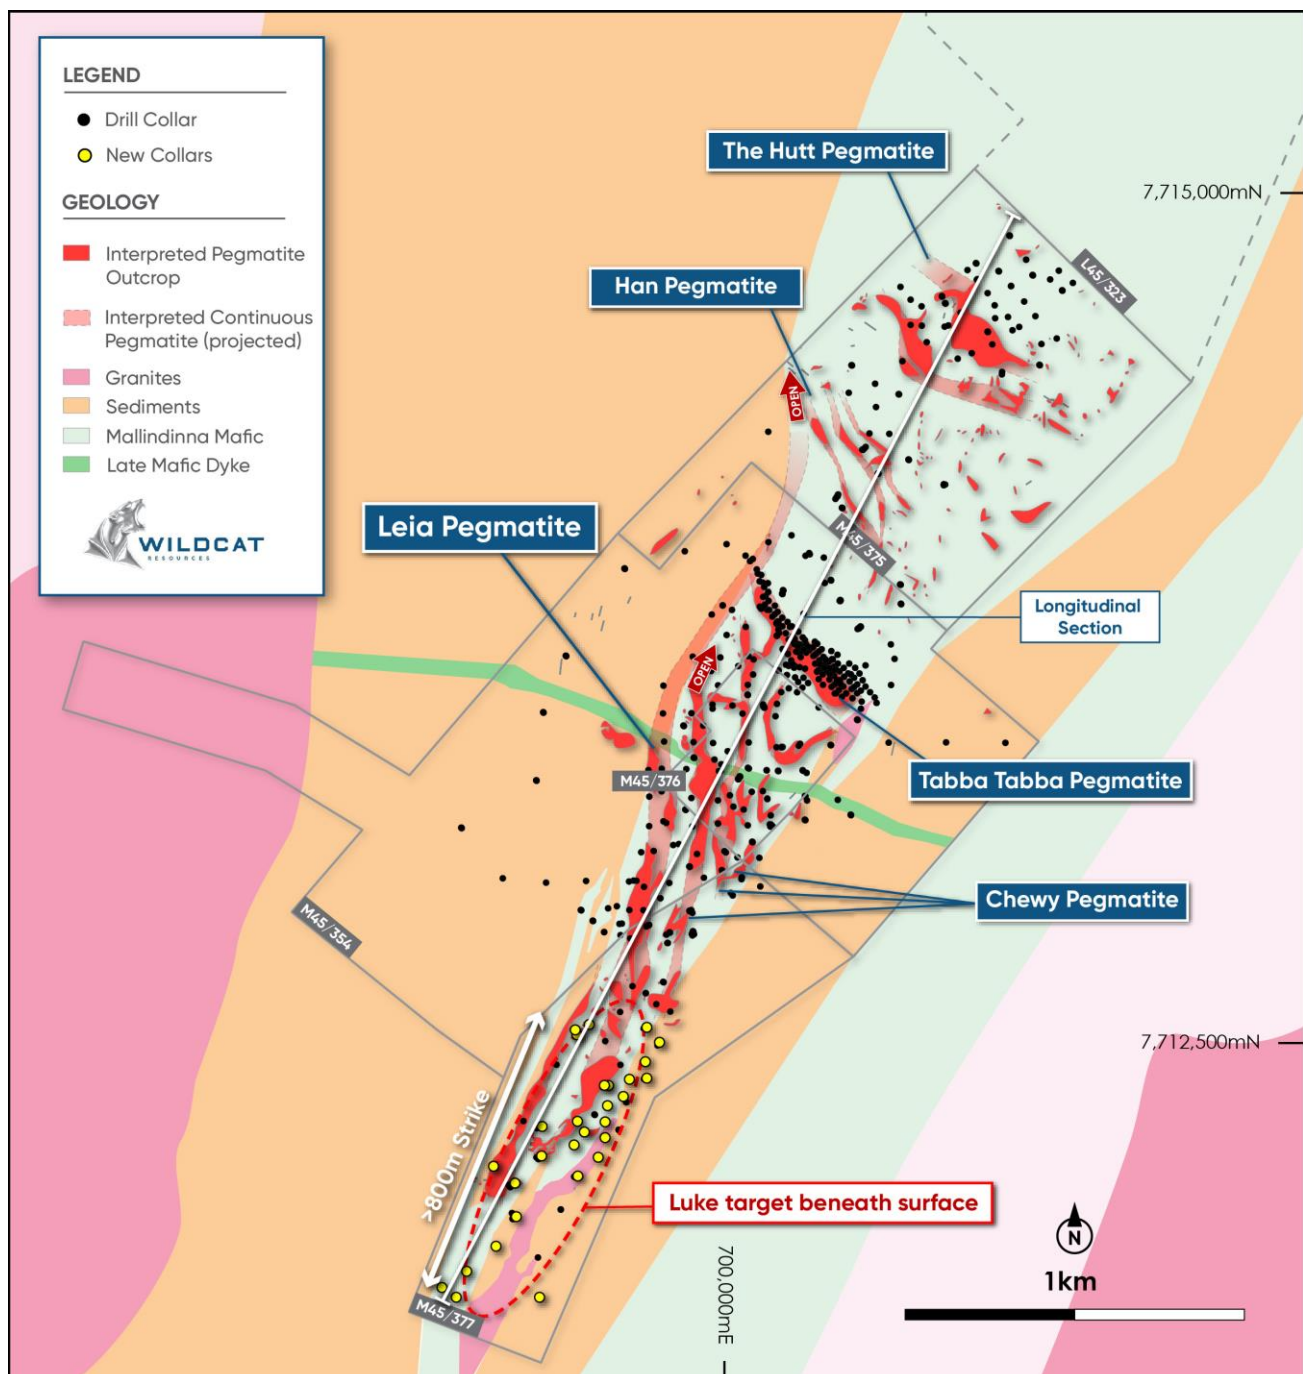 LEGEND
Drill Collar
New Collars
GEOLOGY
Interpreted Pegmatite
Outcrop
Interpreted Continuous
Pegmatite (projected)
Granites
Sediments
Mallindinna Mafic
Late Mafic Dyke
WILDCAT
RESOURCES
The Hutt Pegmatite
7,715,000mN
L45/323
Han Pegmatite
OPEN
Leia Pegmatite
M45/375
Longitudinal
Section
OPEN
M45/376
Tabba Tabba Pegmatite
Chewy Pegmatite
M45/354
7,712,500mN
>800m Strike
Luke target beneath surface
N
1km
700,000mE
M45/377